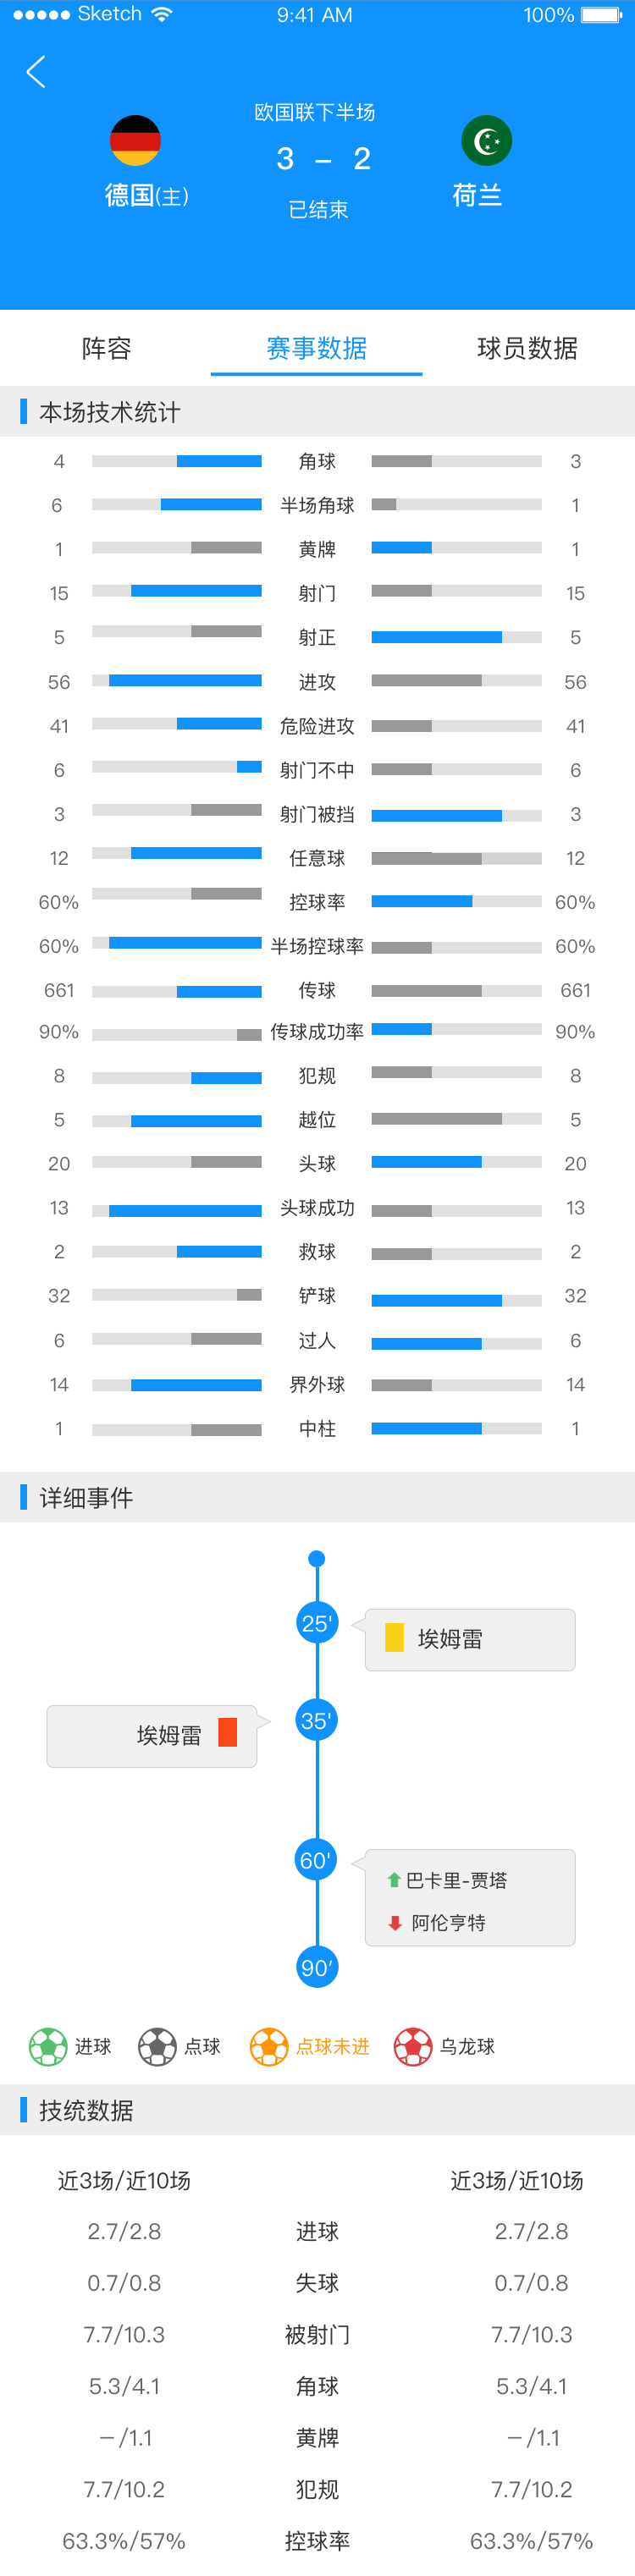 Sketch 9:41 AM 100%
欧国联下半场
3 - 2
德国(主) 荷兰
已结束
阵容 赛事数据 球员数据
本场技术统计
4 角球 3
6 半场角球 1
1 黄牌 1
15 射门 15
5 射正 5
56 进攻 56
41 危险进攻 41
6 射门不中 6
3 射门被挡 3
12 任意球 12
60% 控球率 60%
60% 半场控球率 60%
661 传球 661
90% 传球成功率 90%
8 犯规 8
5 越位 5
20 头球 20
13 头球成功 13
2 救球 2
32 铲球 32
6 过人 6
14 界外球 14
1 中柱 1
详细事件
25' 埃姆雷
埃姆雷 35'
60' 巴卡里-贾塔
阿伦亨特
90‘
进球 点球 点球未进 乌龙球
技统数据
近3场/近10场 近3场/近10场
2.7/2.8 进球 2.7/2.8
0.7/0.8 失球 0.7/0.8
7.7/10.3 被射门 7.7/10.3
5.3/4.1 角球 5.3/4.1
－/1.1 黄牌 －/1.1
7.7/10.2 犯规 7.7/10.2
63.3%/57% 控球率 63.3%/57%